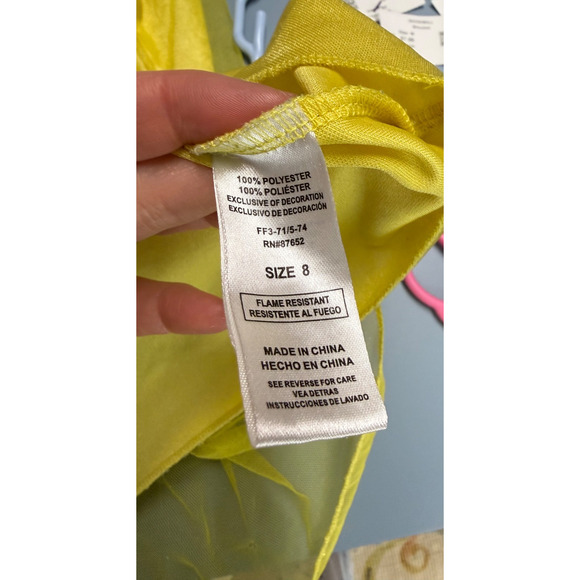 100% POLYESTER
100% POLIÉSTER
EXCLUSIVE OF DECORATION
EXCLUSIVO DE DECORACIÓN
FF3-71/5-74
RN#87652
SIZE 8
FLAME RESISTANT
RESISTENTE AL FUEGO
MADE IN CHINA
HECHO EN CHINA
SEE REVERSE FOR CARE
VEA DETRAS
INSTRUCCIONES DE LAVADO